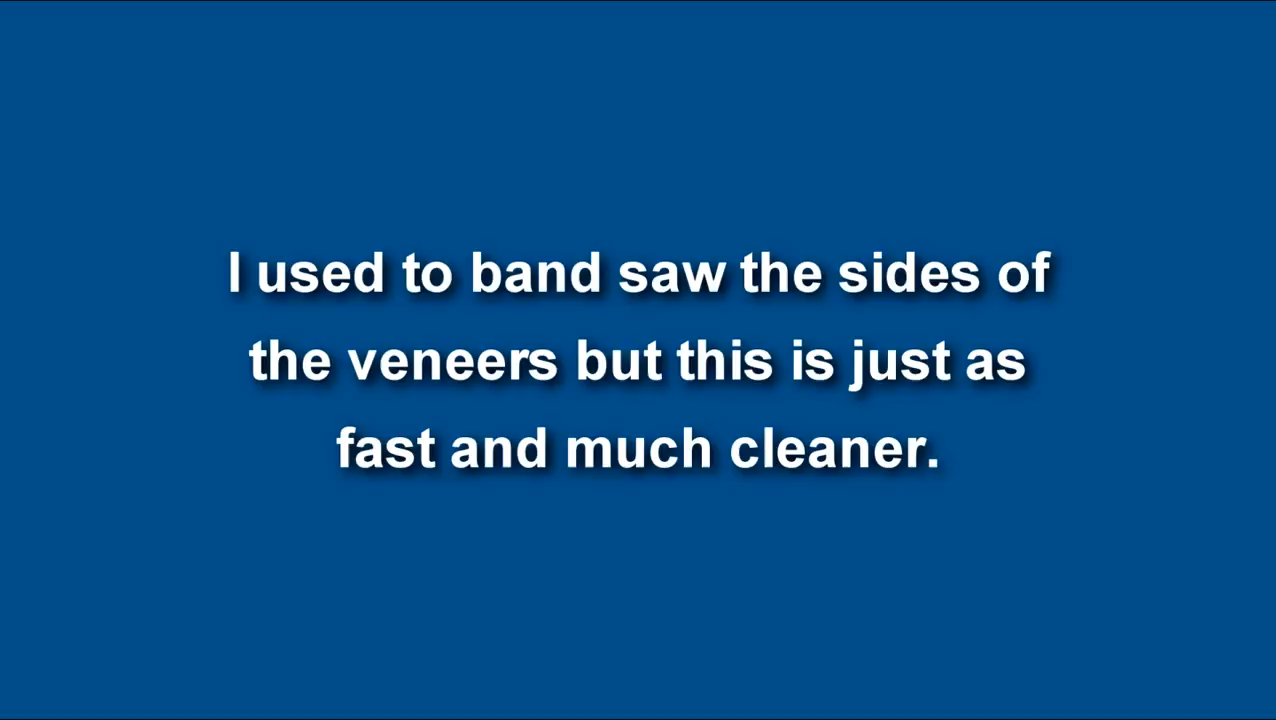 I used to band saw the sides of
the veneers but this is just as
fast and much cleaner.